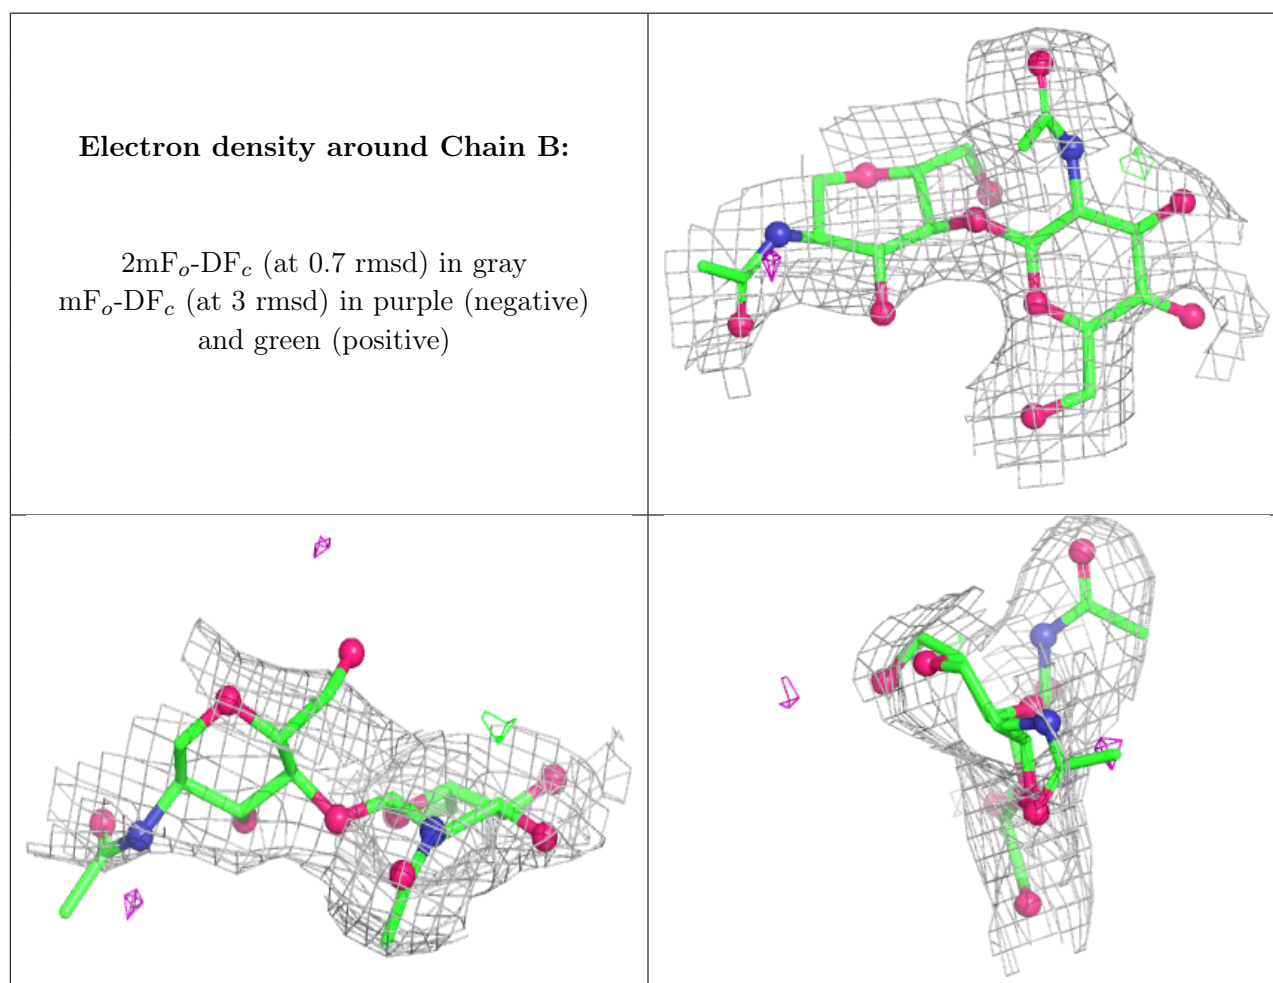 Electron density around Chain B:
2mFo-DFc (at 0.7 rmsd) in gray
mFo-DFc (at 3 rmsd) in purple (negative)
and green (positive)